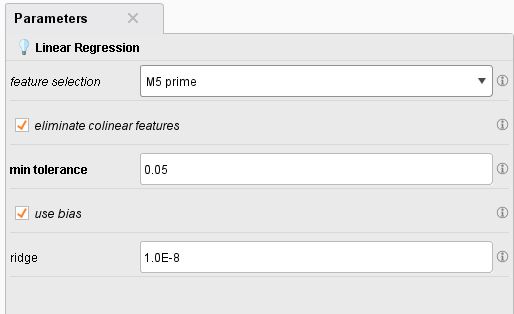 Parameters
Linear Regression
feature selection
M5 prime
eliminate colinear features
min tolerance
0.05
use bias
ridge
1.0E-8